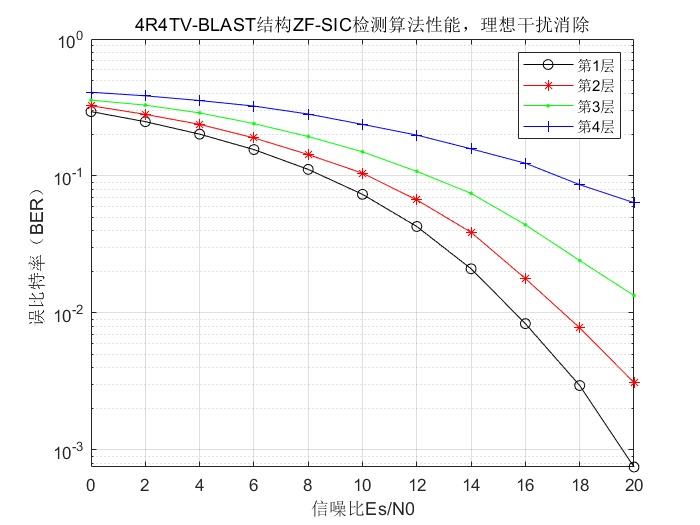 4R4TV-BLAST结构ZF-SIC检测算法性能，理想干扰消除
10^0
10^-1
10^-2
10^-3
误比特率（BER）
第1层
第2层
第3层
第4层
0 2 4 6 8 10 12 14 16 18 20
信噪比Es/N0